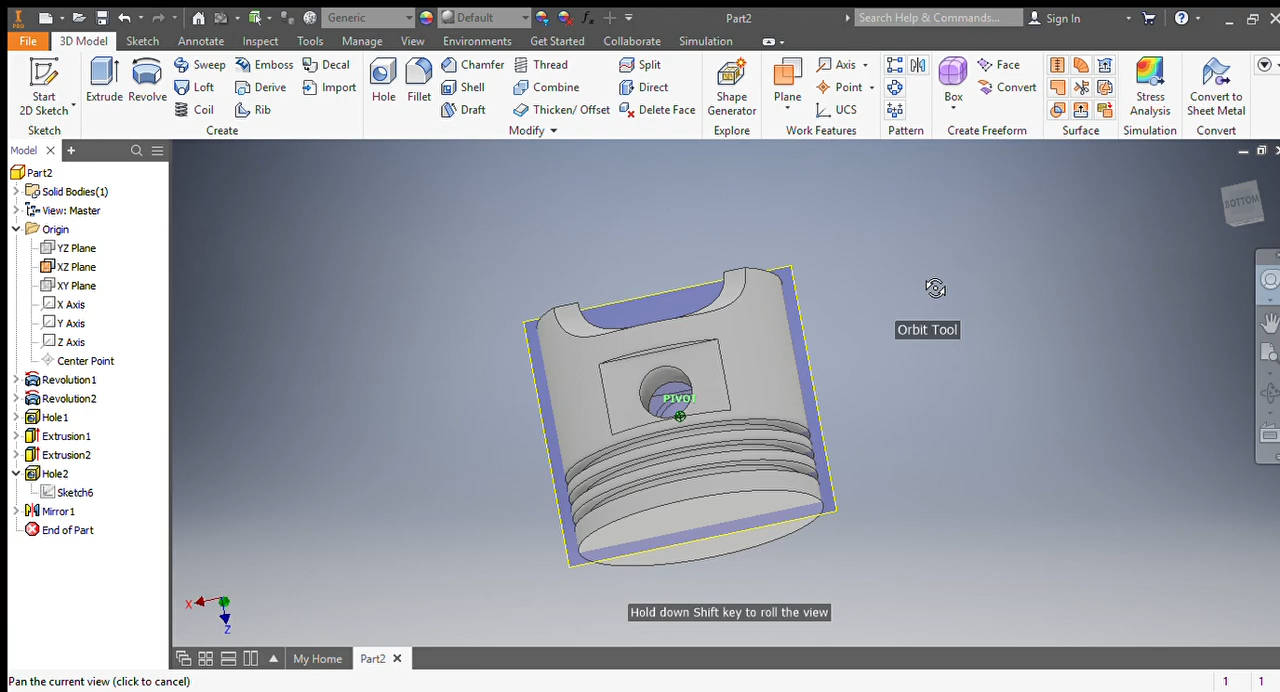 PRO
Generic
Default
Part2
Search Help & Commands...
Sign In
File 3D Model Sketch Annotate Inspect Tools Manage View Environments Get Started Collaborate Simulation
Start
2D Sketch
Sketch
Extrude Revolve
Sweep Emboss Decal
Loft Derive Import
Coil Rib
Create
Hole Fillet
Chamfer Thread Split
Shell Combine Direct
Draft Thicken/ Offset Delete Face
Modify
Shape
Generator
Explore
Plane
Axis
Point
UCS
Work Features
Pattern
Box
Face
Convert
Create Freeform
Surface
Stress
Analysis
Simulation
Convert to
Sheet Metal
Convert
Model
Part2
Solid Bodies(1)
View: Master
Origin
YZ Plane
XZ Plane
XY Plane
X Axis
Y Axis
Z Axis
Center Point
Revolution1
Revolution2
Hole1
Extrusion1
Extrusion2
Hole2
Sketch6
Mirror1
End of Part
BOTTOM
Orbit Tool
PIVOT
Hold down Shift key to roll the view
X
Z
My Home Part2
Pan the current view (click to cancel)
1 1